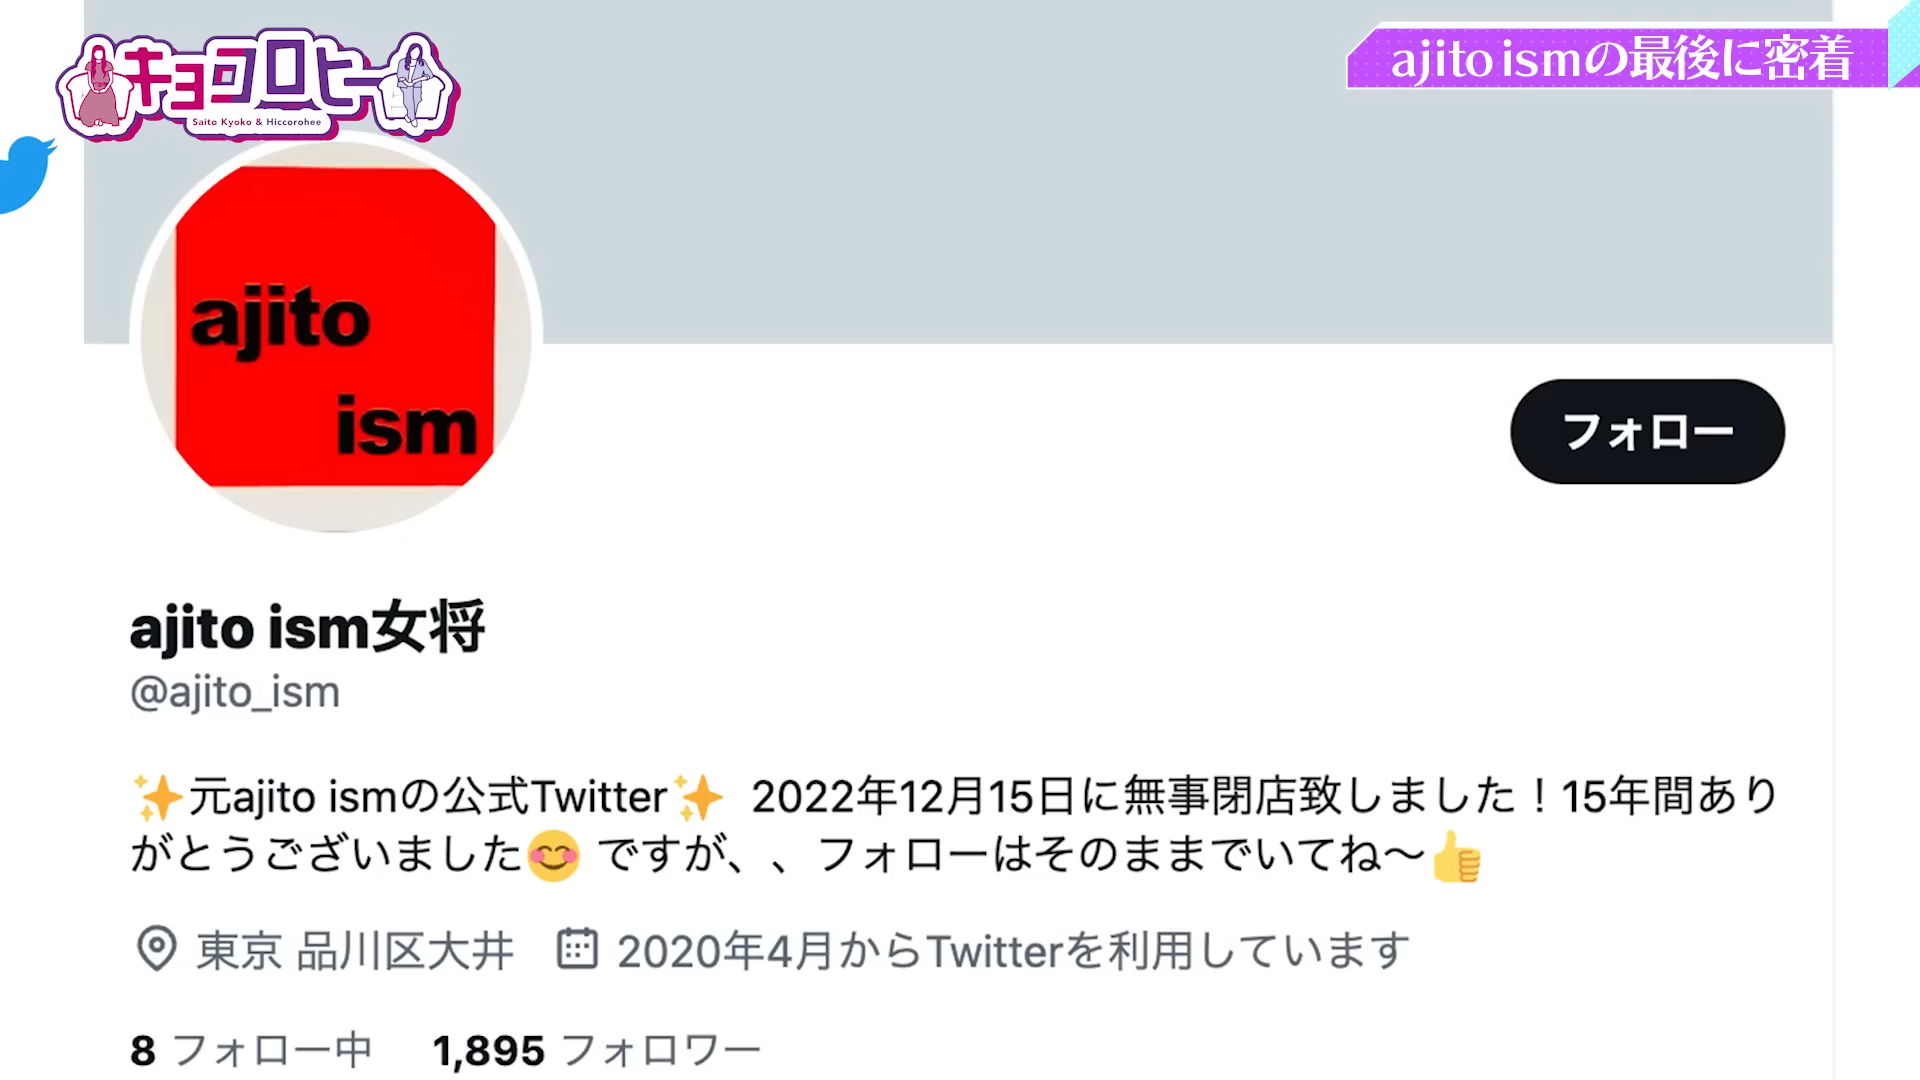 キョコロヒー
Saito Kyoko & Hiccorohee
ajito ismの最後に密着
ajito
ism
フォロー
ajito ism女将
@ajito_ism
✨元ajito ismの公式Twitter✨ 2022年12月15日に無事閉店致しました！15年間あり
がとうございました😊 ですが、、フォローはそのままでいてね〜👍
東京 品川区大井 2020年4月からTwitterを利用しています
8 フォロー中 1,895 フォロワー